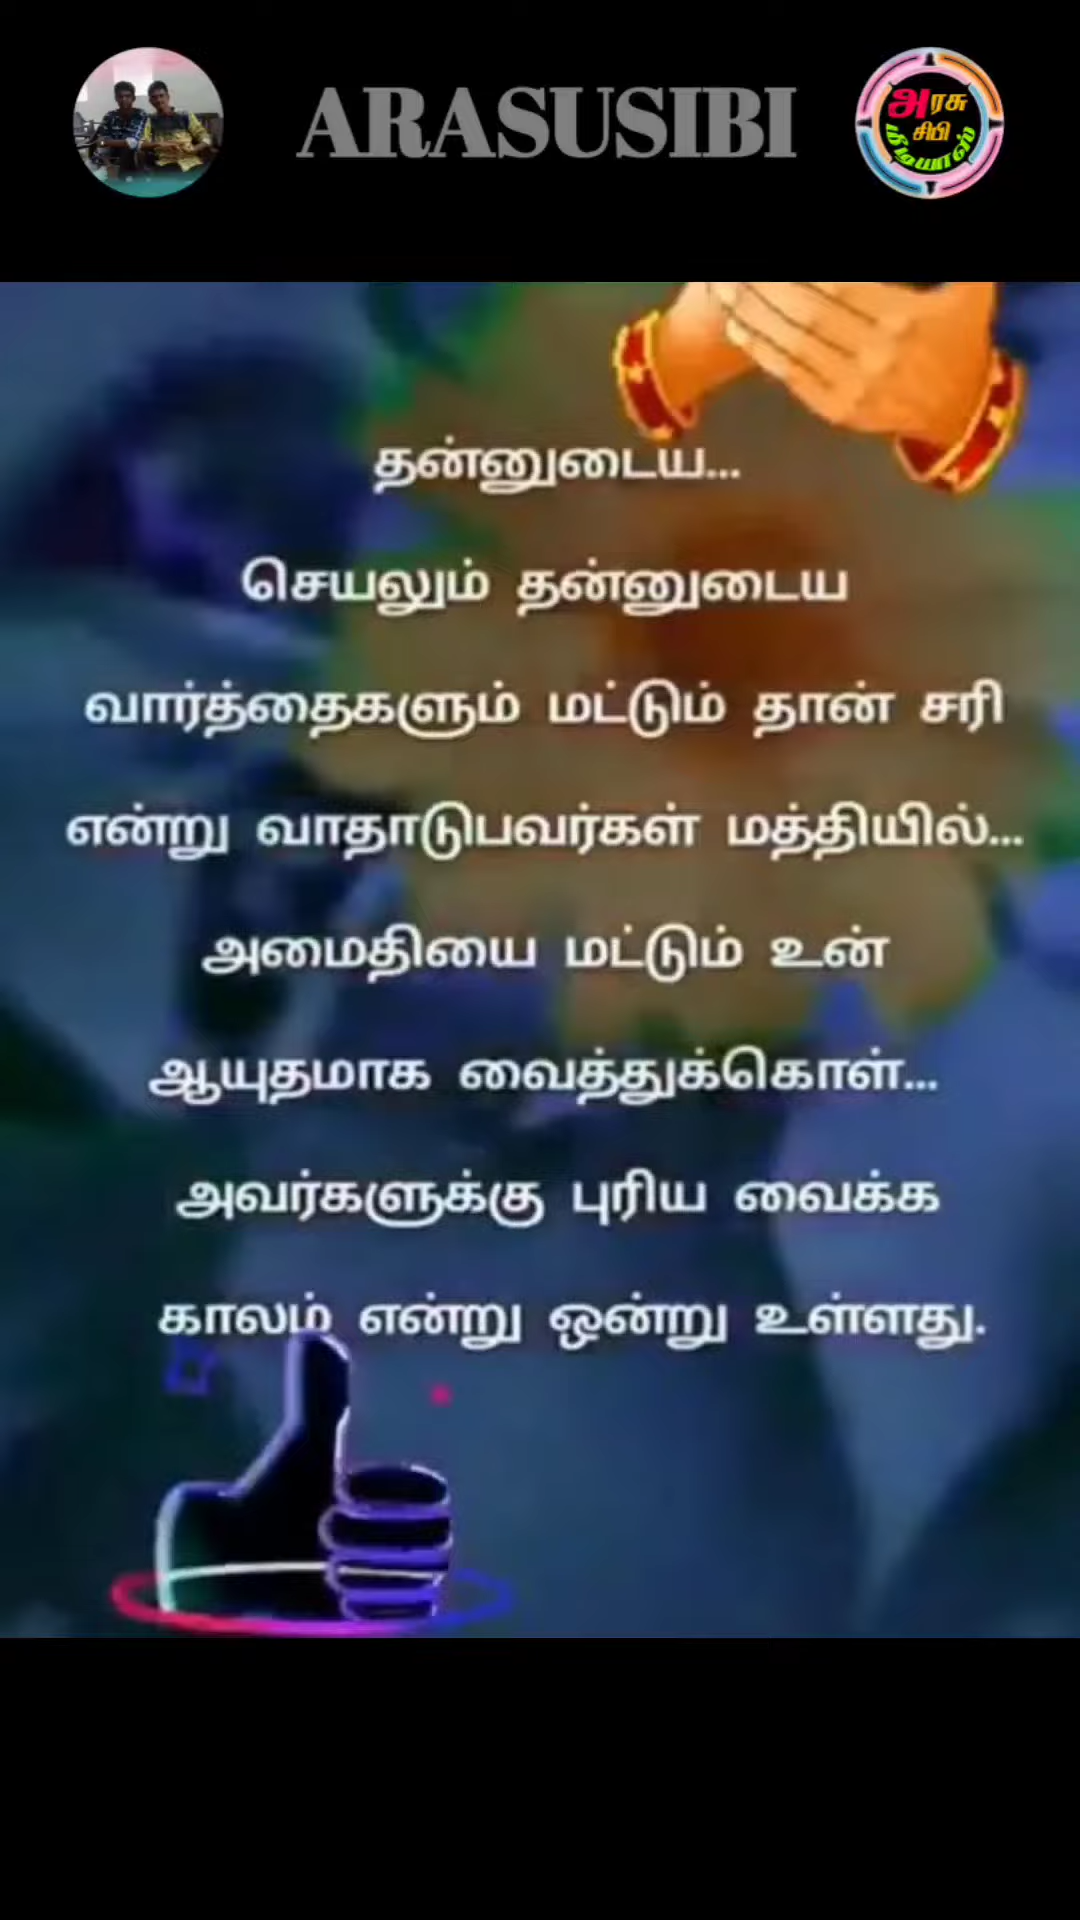 ARASUSIBI
அரசு
சிபி
மீடியாஸ்
தன்னுடைய...
செயலும் தன்னுடைய
வார்த்தைகளும் மட்டும் தான் சரி
என்று வாதாடுபவர்கள் மத்தியில்...
அமைதியை மட்டும் உன்
ஆயுதமாக வைத்துக்கொள்...
அவர்களுக்கு புரிய வைக்க
காலம் என்று ஒன்று உள்ளது.